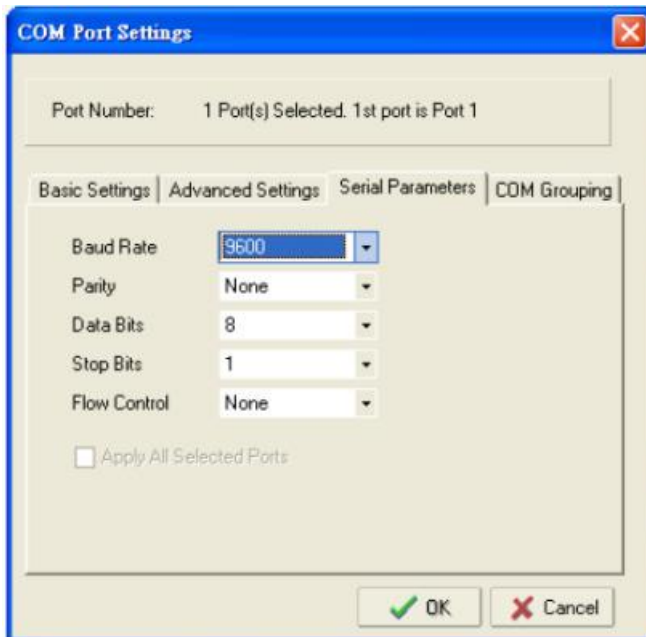 COM Port Settings
Port Number: 1 Port(s) Selected. 1st port is Port 1
Basic Settings Advanced Settings Serial Parameters COM Grouping
Baud Rate 9600
Parity None
Data Bits 8
Stop Bits 1
Flow Control None
Apply All Selected Ports
OK Cancel